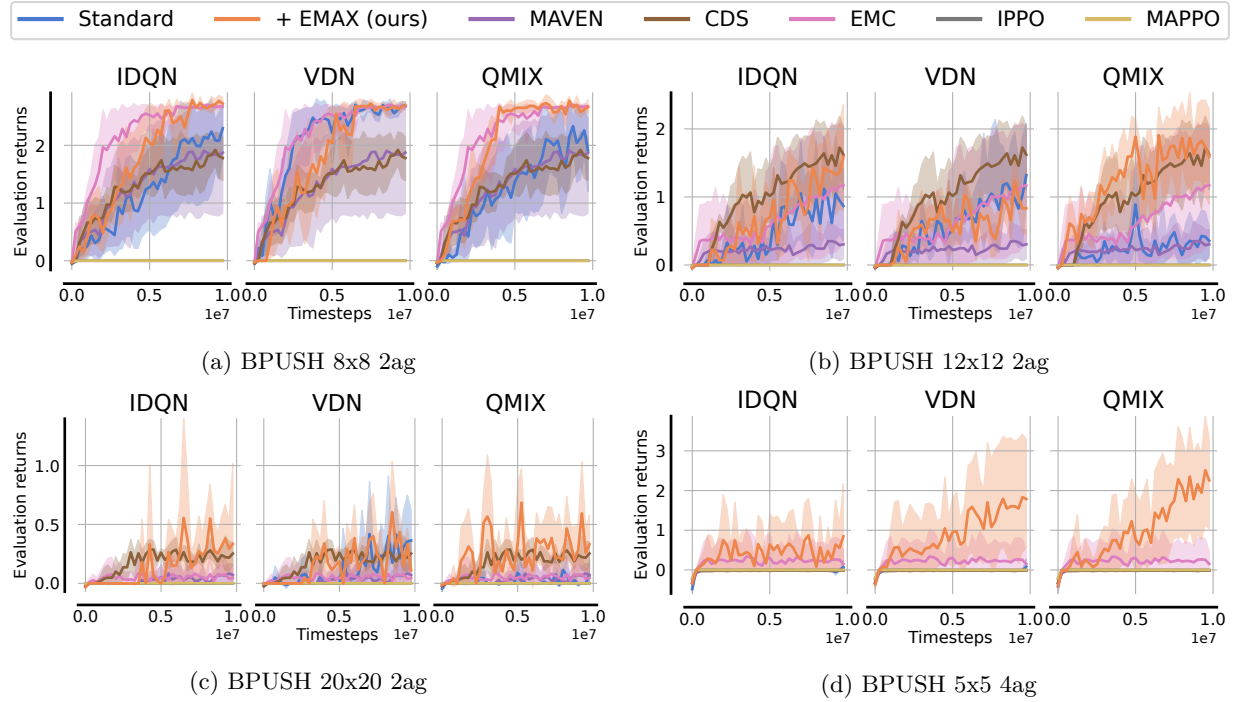 Standard + EMAX (ours) MAVEN CDS EMC IPPO MAPPO
IDQN VDN QMIX
Evaluation returns
2
1
0
0.0 0.5 1.0 0.0 0.5 1.0 0.0 0.5 1.0
1e7 Timesteps 1e7 1e7
(a) BPUSH 8x8 2ag
IDQN VDN QMIX
Evaluation returns
2
1
0
0.0 0.5 1.0 0.0 0.5 1.0 0.0 0.5 1.0
1e7 Timesteps 1e7 1e7
(b) BPUSH 12x12 2ag
IDQN VDN QMIX
Evaluation returns
1.0
0.5
0.0
0.0 0.5 1.0 0.0 0.5 1.0 0.0 0.5 1.0
1e7 Timesteps 1e7 1e7
(c) BPUSH 20x20 2ag
IDQN VDN QMIX
Evaluation returns
3
2
1
0
0.0 0.5 1.0 0.0 0.5 1.0 0.0 0.5 1.0
1e7 Timesteps 1e7 1e7
(d) BPUSH 5x5 4ag